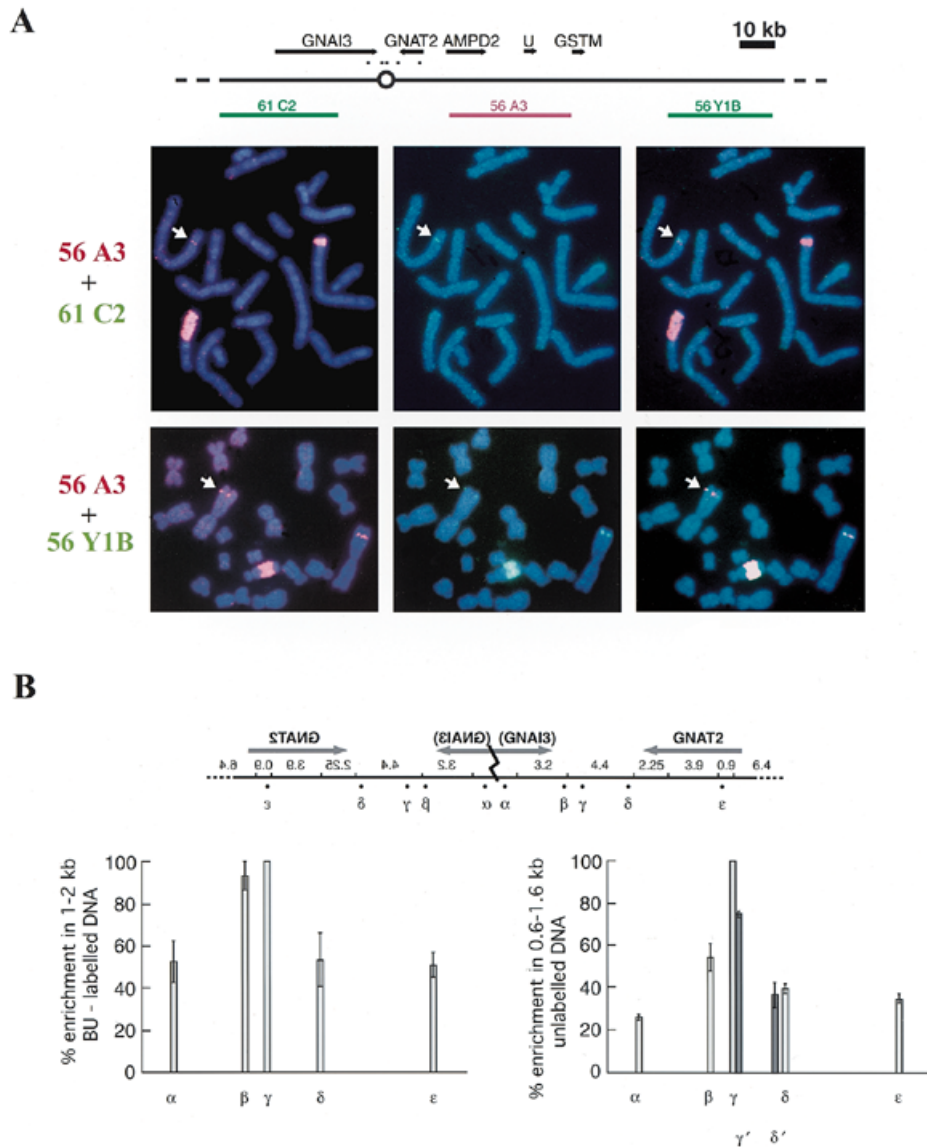 A
GNAI3 GNAT2 AMPD2 U GSTM 10 kb
61 C2 56 A3 56 Y1B
56 A3
+
61 C2
56 A3
+
56 Y1B
B
GNAT2 (GNAI3) (GNAI3) GNAT2
6.4 0.9 0.6 3.9 2.25 4.4 3.2 3.2 4.4 2.25 3.9 0.6 0.9 6.4
ε δ γ β α α β γ δ ε
% enrichment in 1-2 kb
BU - labelled DNA
100
80
60
40
20
0
α β γ δ ε
% enrichment in 0.6-1.6 kb
unlabelled DNA
100
80
60
40
20
0
α β γ δ ε
γ′ δ′